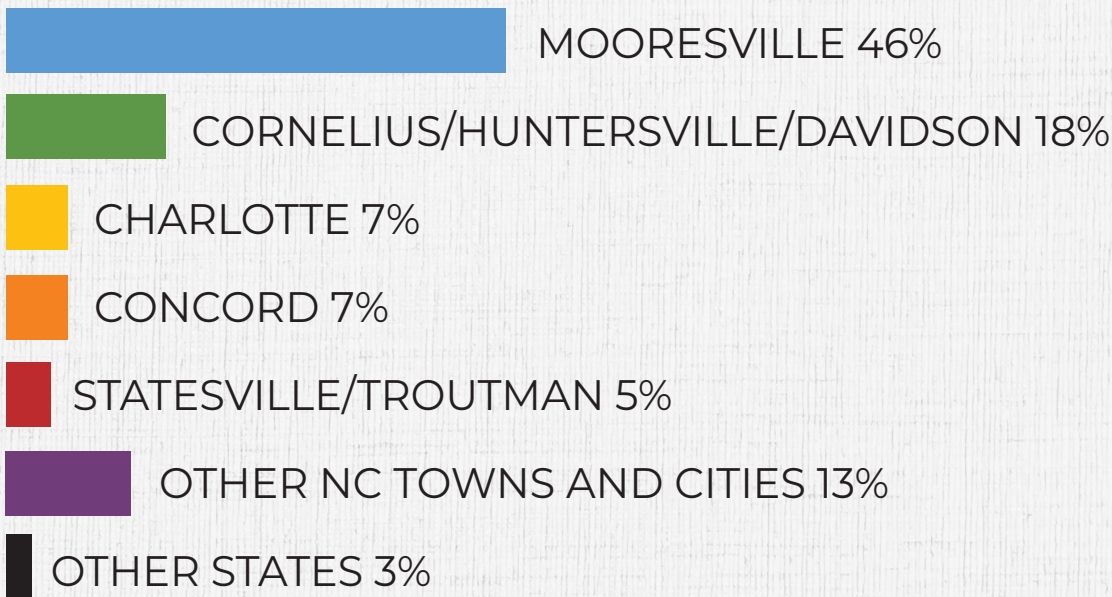 MOORESVILLE 46%
CORNELIUS/HUNTERSVILLE/DAVIDSON 18%
CHARLOTTE 7%
CONCORD 7%
STATESVILLE/TROUTMAN 5%
OTHER NC TOWNS AND CITIES 13%
OTHER STATES 3%